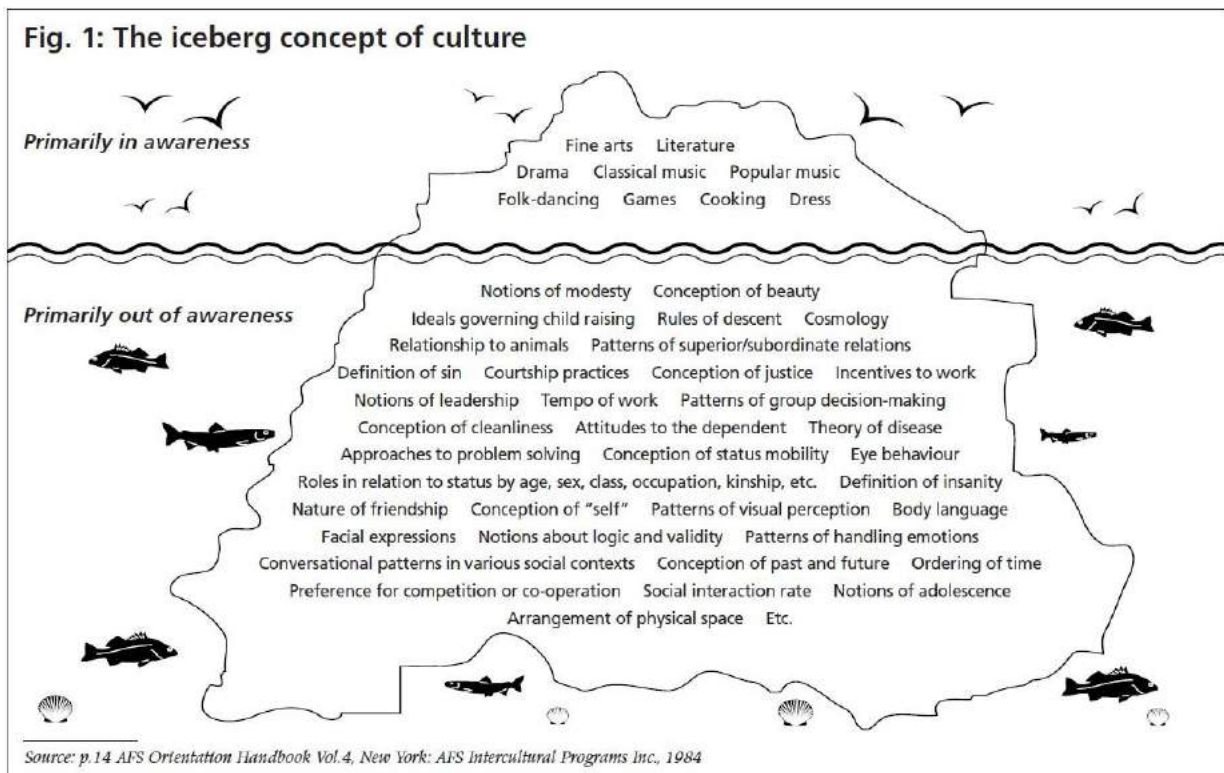 Fig. 1: The iceberg concept of culture
Primarily in awareness
Fine arts Literature
Drama Classical music Popular music
Folk-dancing Games Cooking Dress
Primarily out of awareness
Notions of modesty Conception of beauty
Ideals governing child raising Rules of descent Cosmology
Relationship to animals Patterns of superior/subordinate relations
Definition of sin Courtship practices Conception of justice Incentives to work
Notions of leadership Tempo of work Patterns of group decision-making
Conception of cleanliness Attitudes to the dependent Theory of disease
Approaches to problem solving Conception of status mobility Eye behaviour
Roles in relation to status by age, sex, class, occupation, kinship, etc. Definition of insanity
Nature of friendship Conception of "self" Patterns of visual perception Body language
Facial expressions Notions about logic and validity Patterns of handling emotions
Conversational patterns in various social contexts Conception of past and future Ordering of time
Preference for competition or co-operation Social interaction rate Notions of adolescence
Arrangement of physical space Etc.
Source: p.14 AFS Orientation Handbook Vol.4, New York: AFS Intercultural Programs Inc., 1984